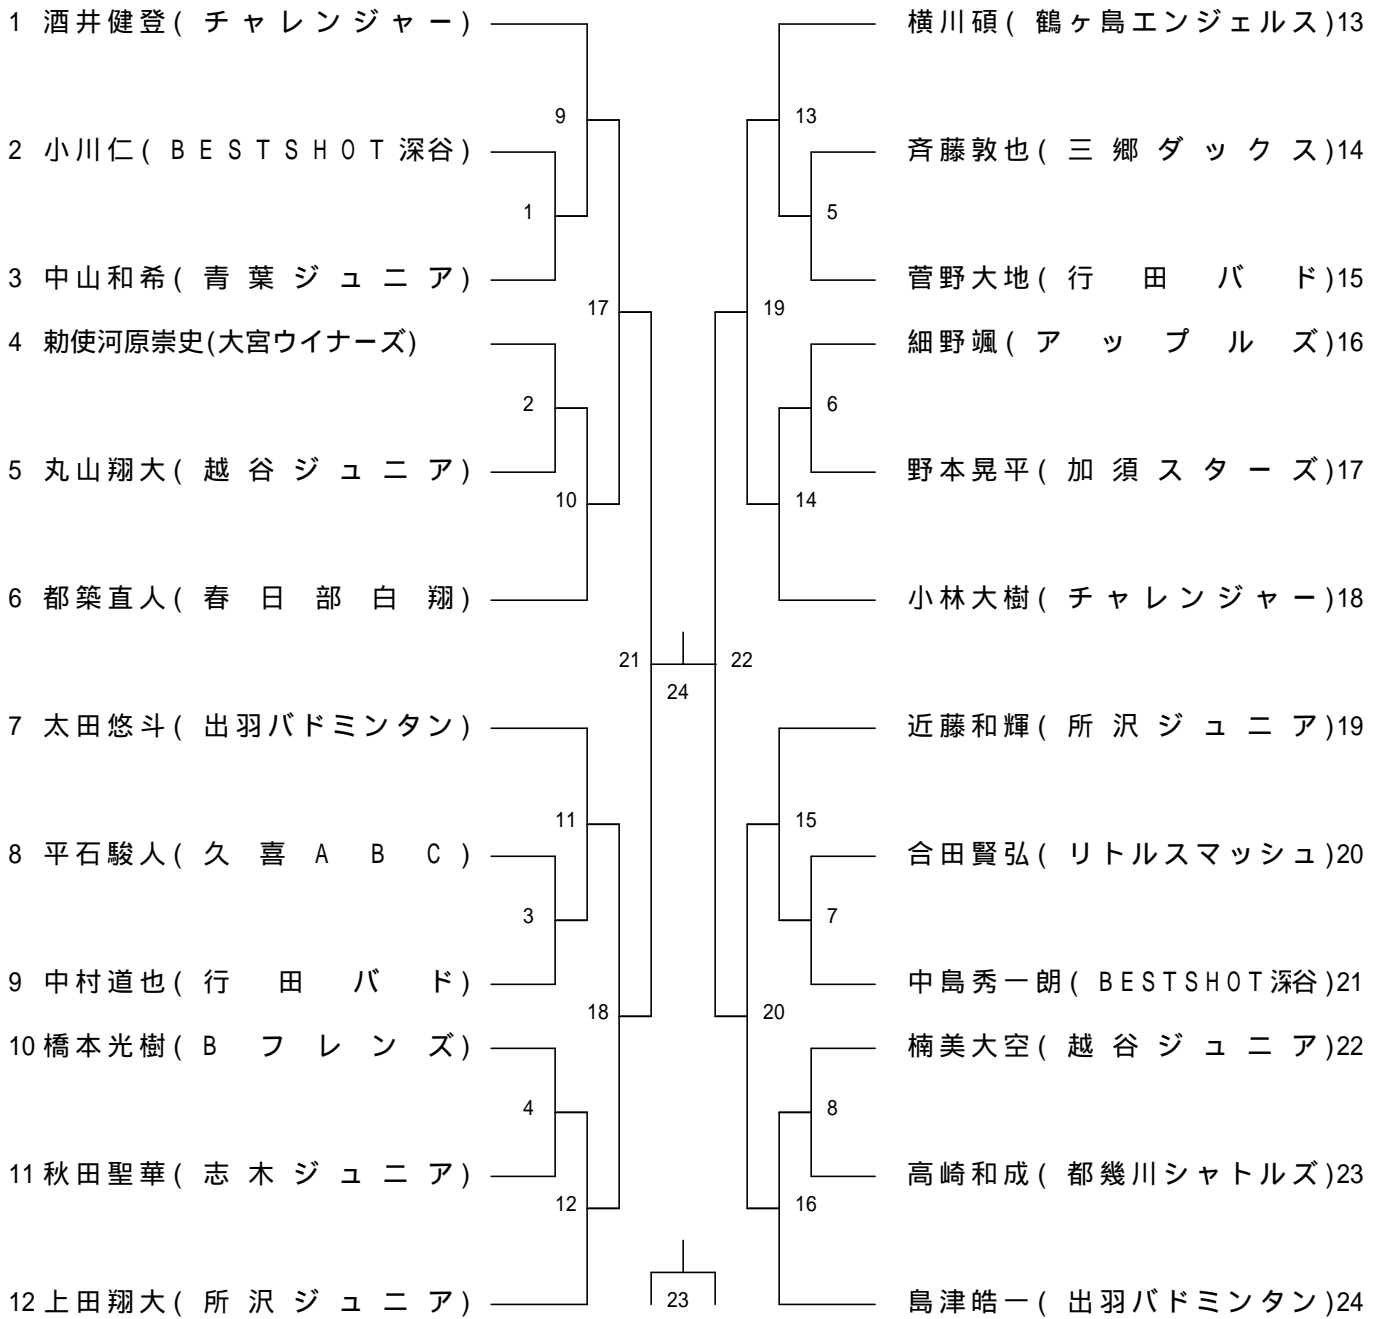 1 酒井健登(チャレンジャー)
2 小川仁(BESTSHOT深谷)
3 中山和希(青葉ジュニア)
4 勅使河原崇史(大宮ウイナーズ)
5 丸山翔大(越谷ジュニア)
6 都築直人(春日部白翔)
7 太田悠斗(出羽バドミンタン)
8 平石駿人(久喜ABC)
9 中村道也(行田バド)
10 橋本光樹(Bフレンズ)
11 秋田聖華(志木ジュニア)
12 上田翔大(所沢ジュニア)
9
1
17
2
10
21
11
3
18
4
12
24
23
13
5
19
6
14
22
15
7
20
8
16
横川碩(鶴ヶ島エンジェルス)13
斉藤敦也(三郷ダックス)14
菅野大地(行田バド)15
細野颯(アップルズ)16
野本晃平(加須スターズ)17
小林大樹(チャレンジャー)18
近藤和輝(所沢ジュニア)19
合田賢弘(リトルスマッシュ)20
中島秀一朗(BESTSHOT深谷)21
楠美大空(越谷ジュニア)22
高崎和成(都幾川シャトルズ)23
島津皓一(出羽バドミンタン)24